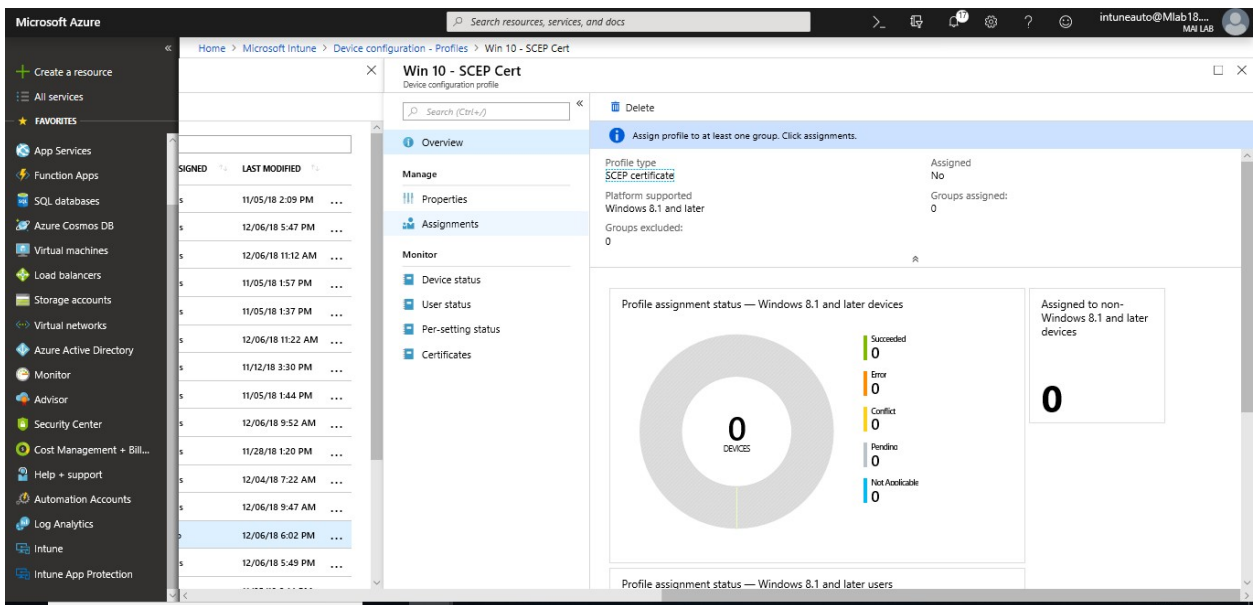 Microsoft Azure
Search resources, services, and docs
17
intuneauto@Mlab18....
MAI LAB
Home > Microsoft Intune > Device configuration - Profiles > Win 10 - SCEP Cert
Create a resource
All services
FAVORITES
App Services
Function Apps
SQL databases
Azure Cosmos DB
Virtual machines
Load balancers
Storage accounts
Virtual networks
Azure Active Directory
Monitor
Advisor
Security Center
Cost Management + Bill...
Help + support
Automation Accounts
Log Analytics
Intune
Intune App Protection
SIGNED LAST MODIFIED
s 11/05/18 2:09 PM ...
s 12/06/18 5:47 PM ...
s 12/06/18 11:12 AM ...
s 11/05/18 1:57 PM ...
s 11/05/18 1:37 PM ...
s 12/06/18 11:22 AM ...
s 11/12/18 3:30 PM ...
s 11/05/18 1:44 PM ...
s 12/06/18 9:52 AM ...
s 11/28/18 1:20 PM ...
s 12/04/18 7:22 AM ...
s 12/06/18 9:47 AM ...
12/06/18 6:02 PM ...
s 12/06/18 5:49 PM ...
Win 10 - SCEP Cert
Device configuration profile
Search (Ctrl+/)
Overview
Manage
Properties
Assignments
Monitor
Device status
User status
Per-setting status
Certificates
Delete
Assign profile to at least one group. Click assignments.
Profile type
SCEP certificate
Platform supported
Windows 8.1 and later
Groups excluded:
0
Assigned
No
Groups assigned:
0
Profile assignment status — Windows 8.1 and later devices
0
DEVICES
Succeeded
0
Error
0
Conflict
0
Pending
0
Not Applicable
0
Assigned to non-
Windows 8.1 and later
devices
0
Profile assignment status — Windows 8.1 and later users